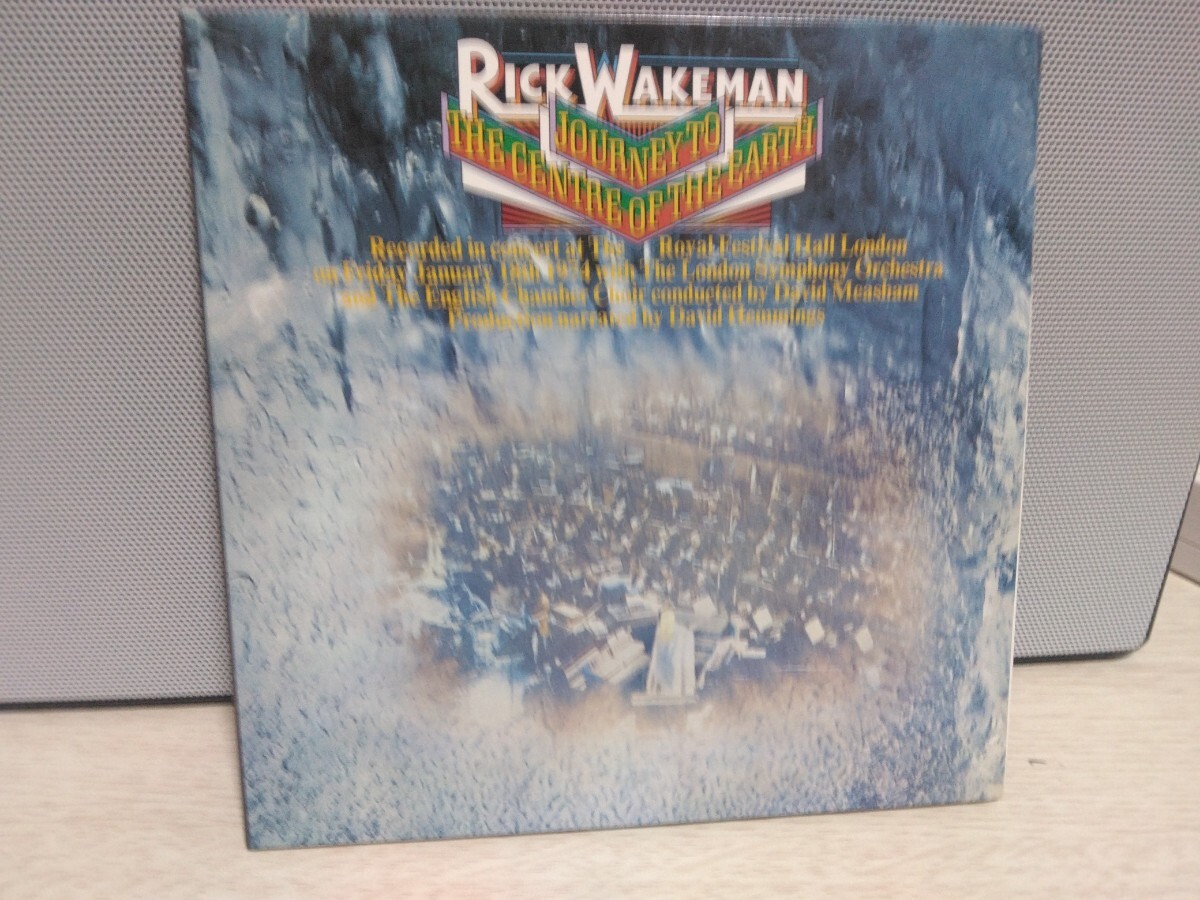 RICK WAKEMAN
JOURNEY TO
THE CENTRE OF THE EARTH
Recorded in concert at The Royal Festival Hall London
on Friday January 18th 1974 with The London Symphony Orchestra
and The English Chamber Choir conducted by David Measham
Production narrated by David Hemmings